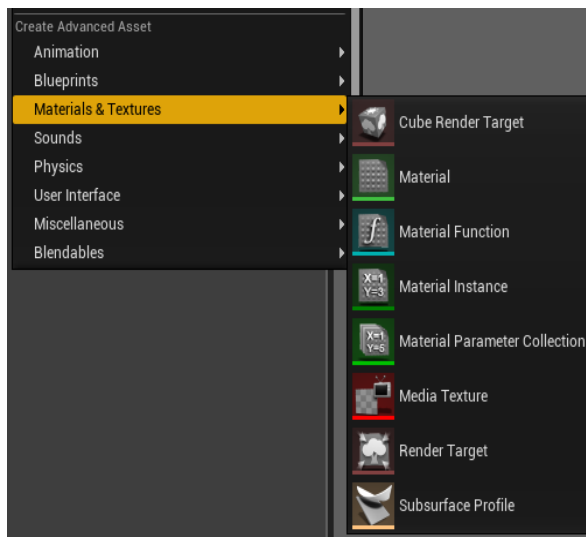 Create Advanced Asset
Animation
Blueprints
Materials & Textures
Sounds
Physics
User Interface
Miscellaneous
Blendables
Cube Render Target
Material
f
Material Function
X=1
Y=3
Material Instance
X=1
Y=5
Material Parameter Collection
Media Texture
Render Target
Subsurface Profile